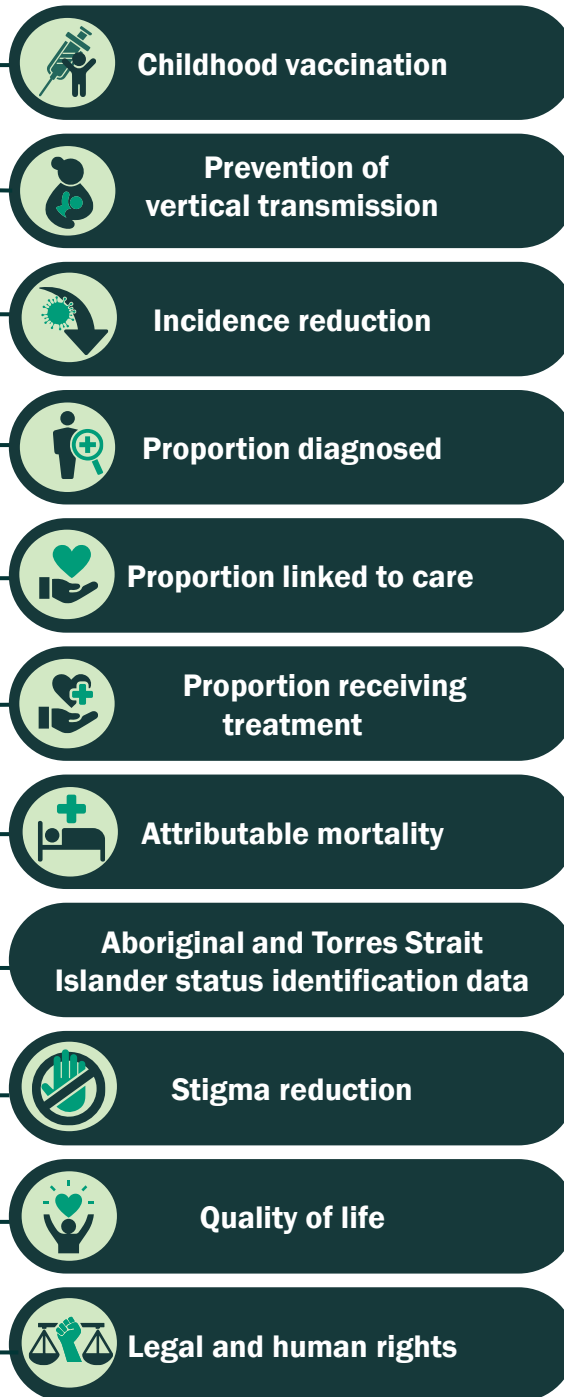 Childhood vaccination
Prevention of
vertical transmission
Incidence reduction
Proportion diagnosed
Proportion linked to care
Proportion receiving
treatment
Attributable mortality
Aboriginal and Torres Strait
Islander status identification data
Stigma reduction
Quality of life
Legal and human rights